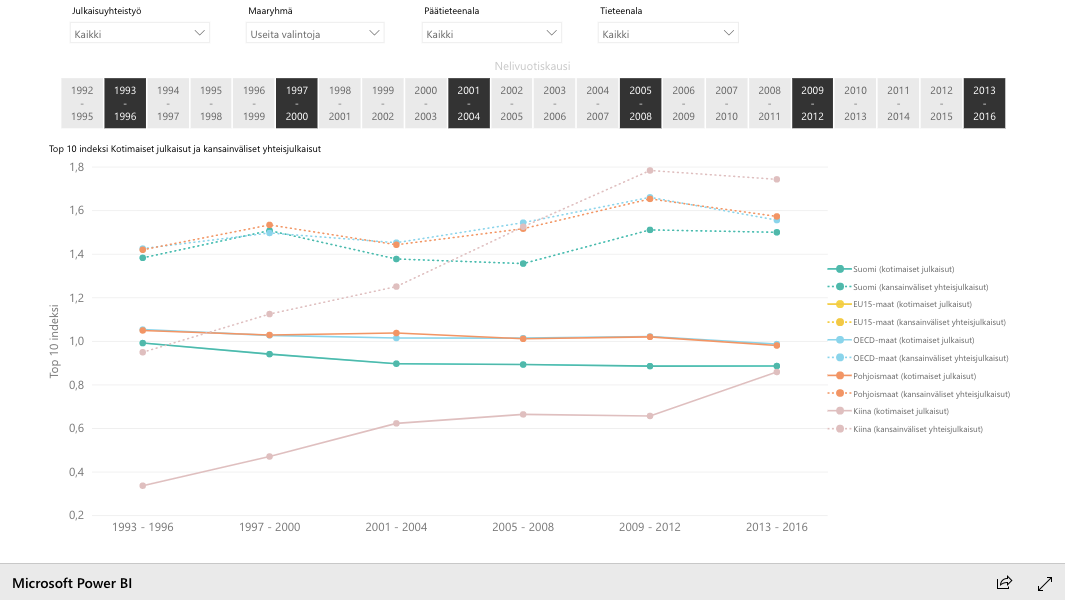 Julkaisuyhteistyö Maaryhmä Päätieteenala Tieteenala
Kaikki Useita valintoja Kaikki Kaikki
Nelivuotiskausi
1992 - 1995
1993 - 1996
1994 - 1997
1995 - 1998
1996 - 1999
1997 - 2000
1998 - 2001
1999 - 2002
2000 - 2003
2001 - 2004
2002 - 2005
2003 - 2006
2004 - 2007
2005 - 2008
2006 - 2009
2007 - 2010
2008 - 2011
2009 - 2012
2010 - 2013
2011 - 2014
2012 - 2015
2013 - 2016
Top 10 indeksi Kotimaiset julkaisut ja kansainväliset yhteisjulkaisut
Top 10 indeksi
1,8
1,6
1,4
1,2
1,0
0,8
0,6
0,4
0,2
1993 - 1996 1997 - 2000 2001 - 2004 2005 - 2008 2009 - 2012 2013 - 2016
Suomi (kotimaiset julkaisut)
Suomi (kansainväliset yhteisjulkaisut)
EU15-maat (kotimaiset julkaisut)
EU15-maat (kansainväliset yhteisjulkaisut)
OECD-maat (kotimaiset julkaisut)
OECD-maat (kansainväliset yhteisjulkaisut)
Pohjoismaat (kotimaiset julkaisut)
Pohjoismaat (kansainväliset yhteisjulkaisut)
Kiina (kotimaiset julkaisut)
Kiina (kansainväliset yhteisjulkaisut)
Microsoft Power BI